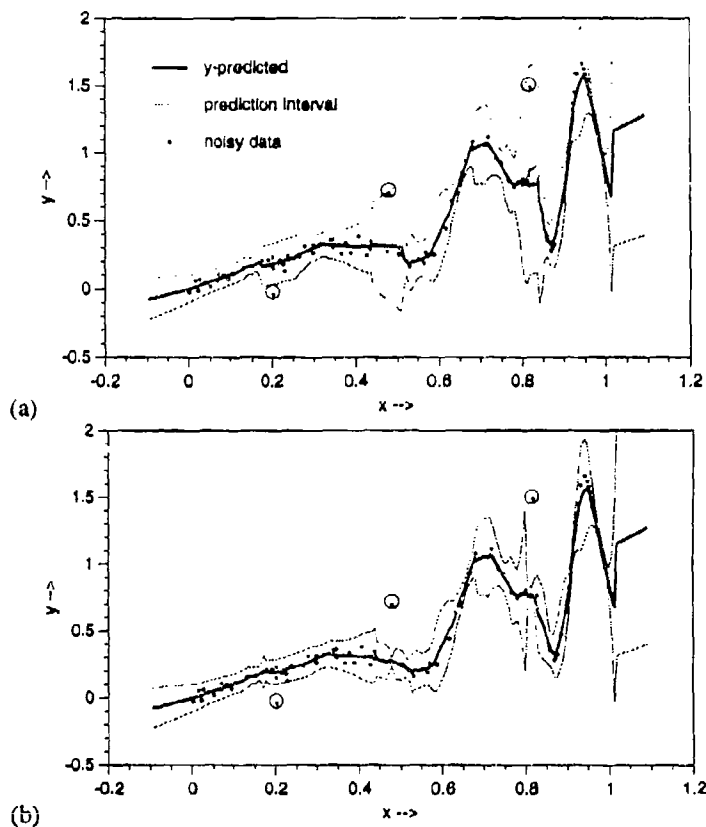 2
1.5
1
0.5
0
-0.5
y -->
y-predicted
prediction interval
noisy data
-0.2 0 0.2 0.4 0.6 0.8 1 1.2
x -->
(a)
2
1.5
1
0.5
0
-0.5
y -->
-0.2 0 0.2 0.4 0.6 0.8 1 1.2
x -->
(b)